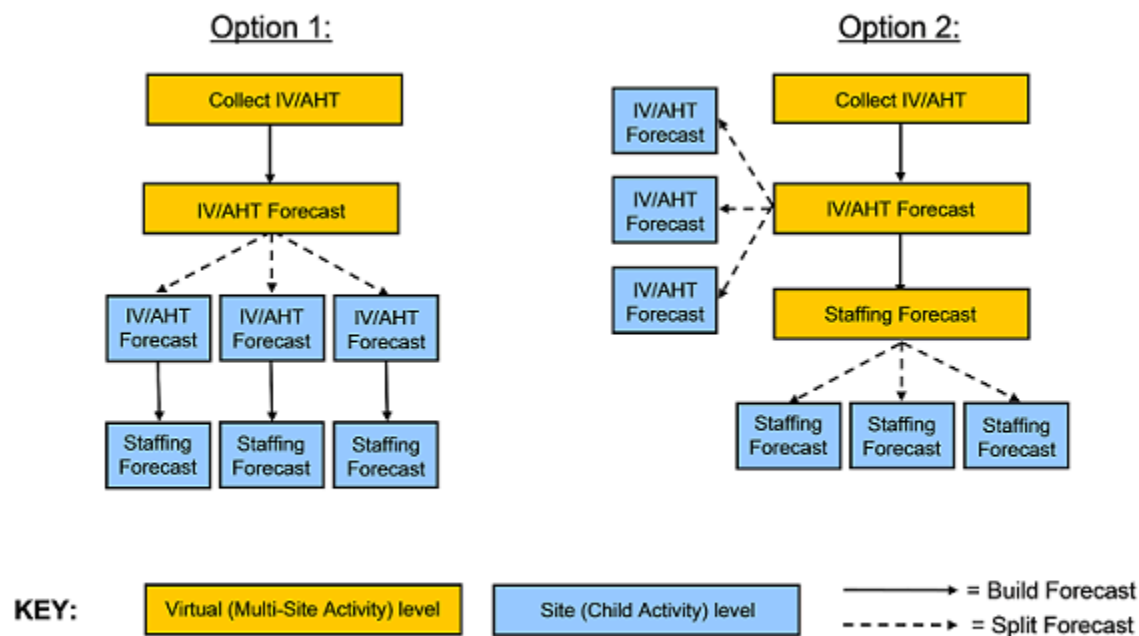 Option 1:
Collect IV/AHT
IV/AHT Forecast
IV/AHT
Forecast
IV/AHT
Forecast
IV/AHT
Forecast
Staffing
Forecast
Staffing
Forecast
Staffing
Forecast
Option 2:
IV/AHT
Forecast
IV/AHT
Forecast
IV/AHT
Forecast
Collect IV/AHT
IV/AHT Forecast
Staffing Forecast
Staffing
Forecast
Staffing
Forecast
Staffing
Forecast
KEY:
Virtual (Multi-Site Activity) level
Site (Child Activity) level
= Build Forecast
= Split Forecast